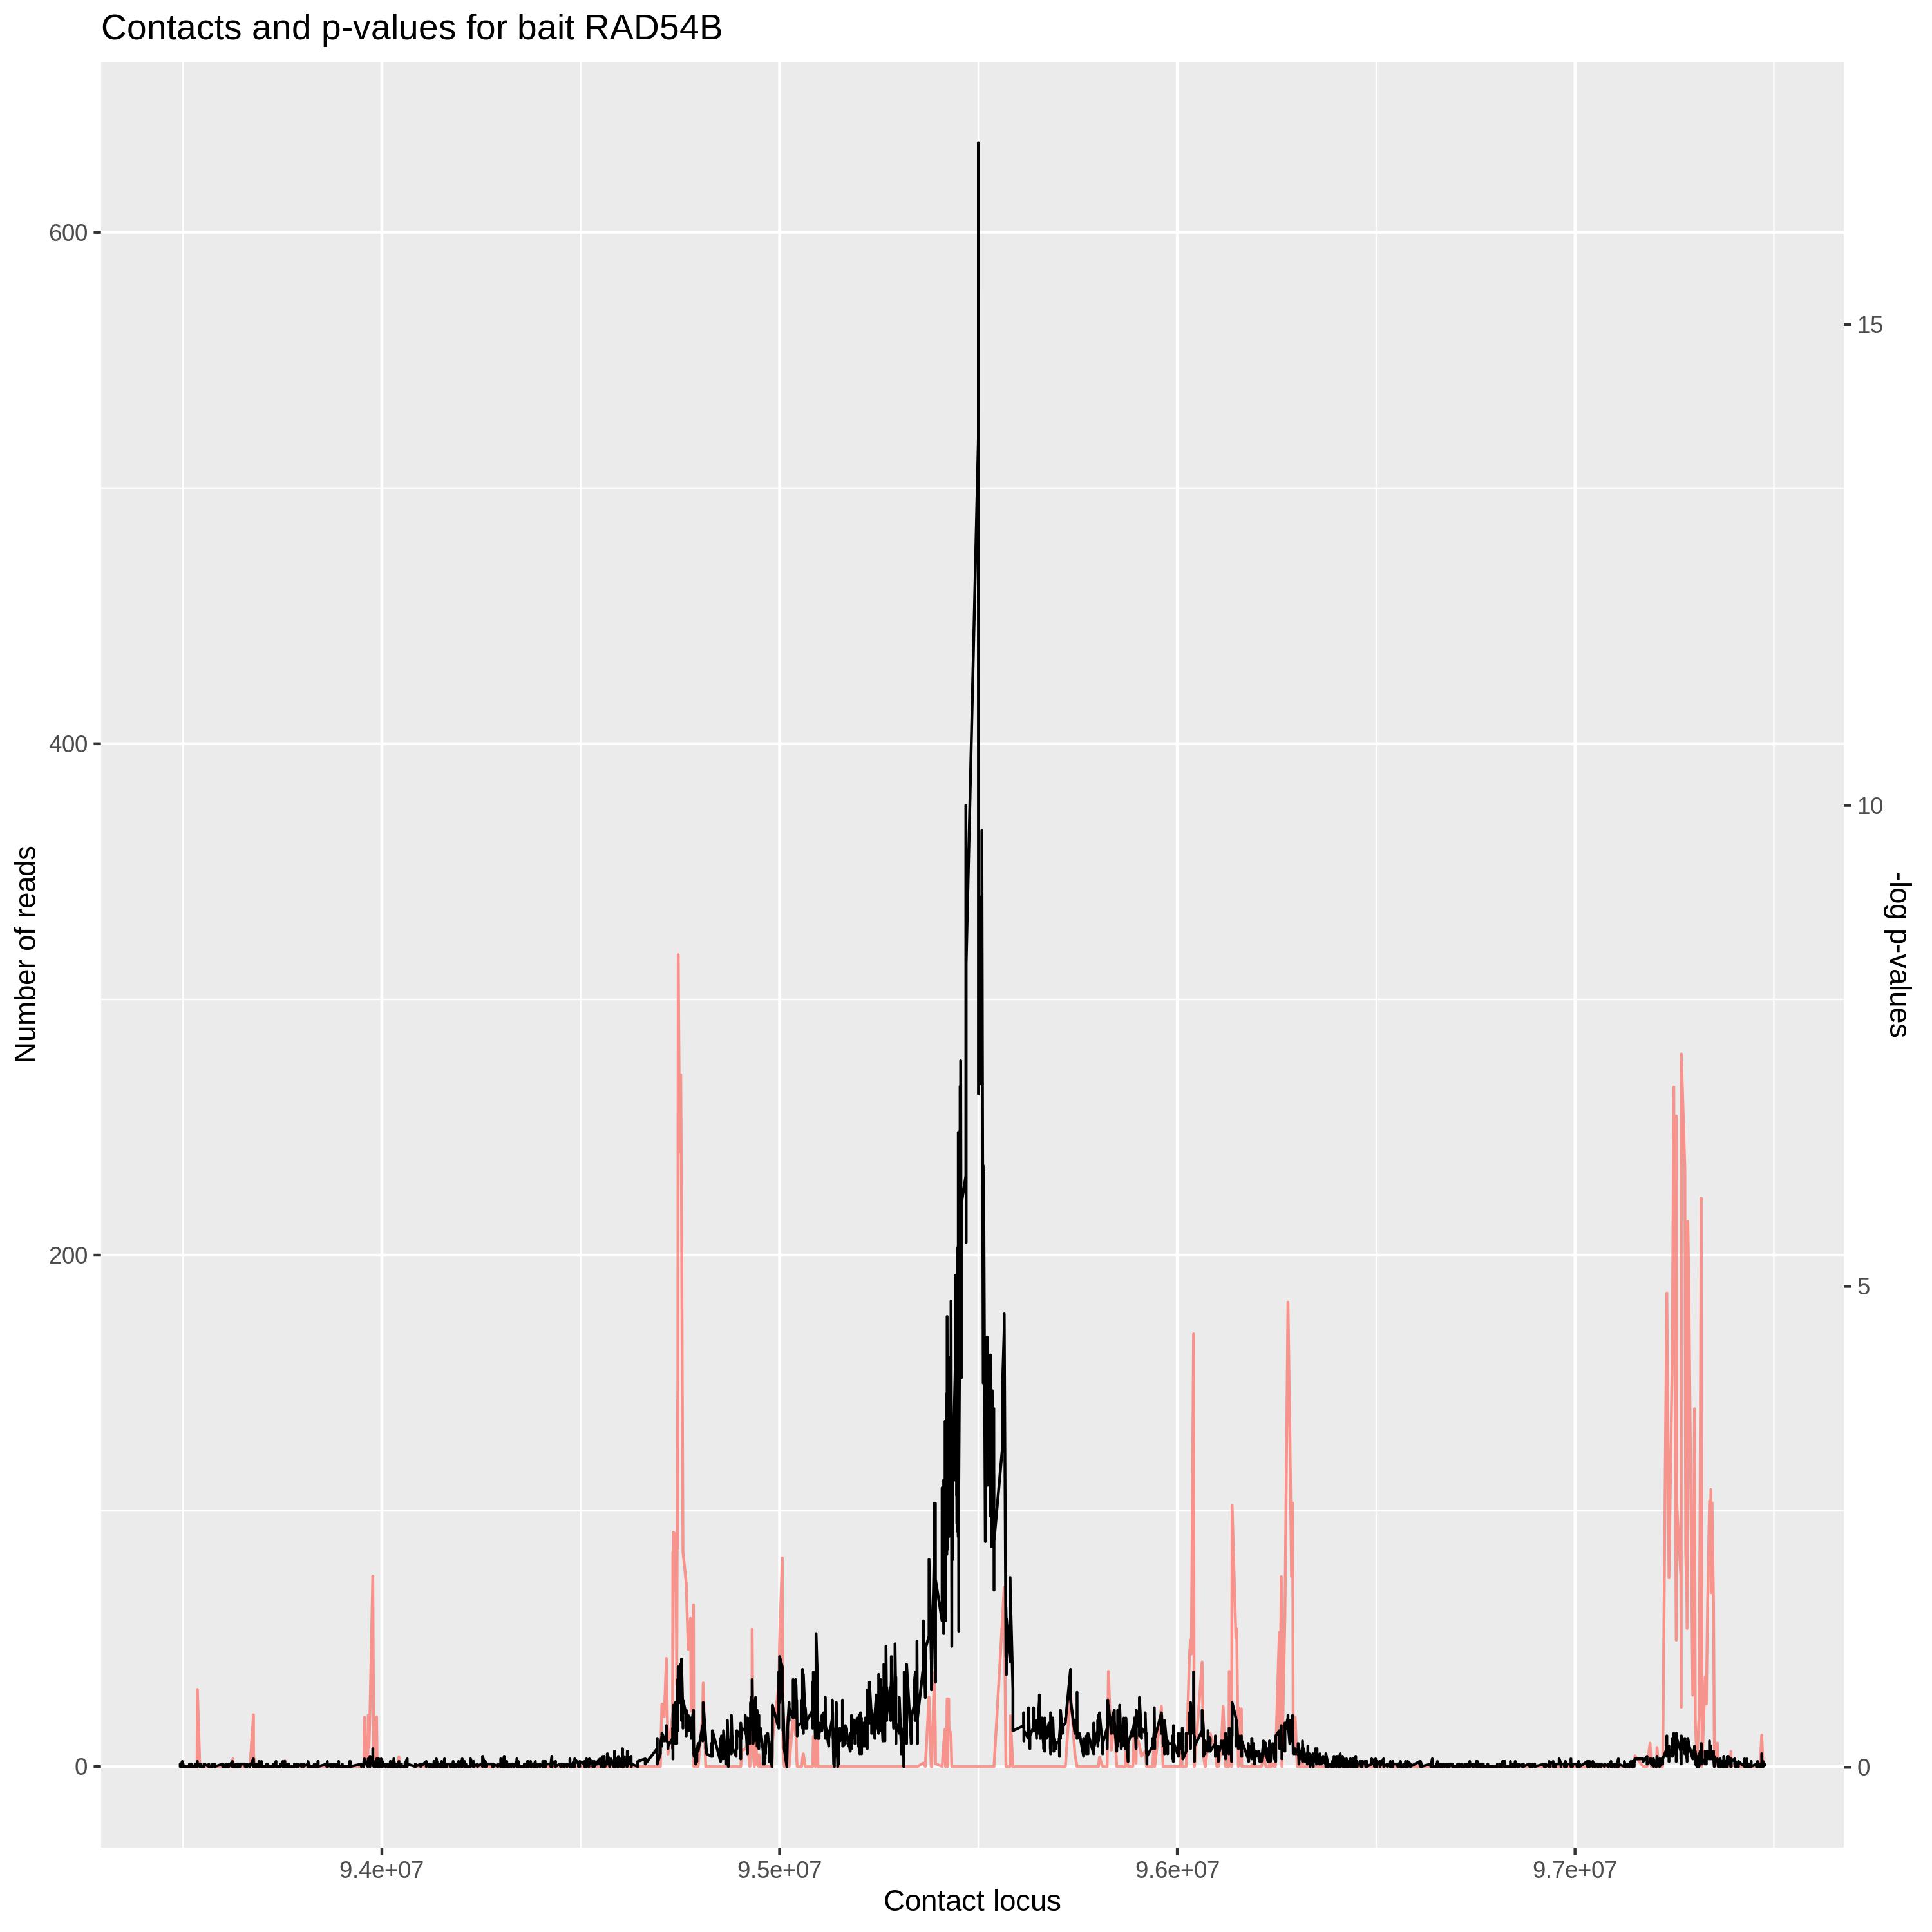 Contacts and p-values for bait RAD54B
600
400
200
0
Number of reads
15
10
5
0
-log p-values
9.4e+07
9.5e+07
9.6e+07
9.7e+07
Contact locus